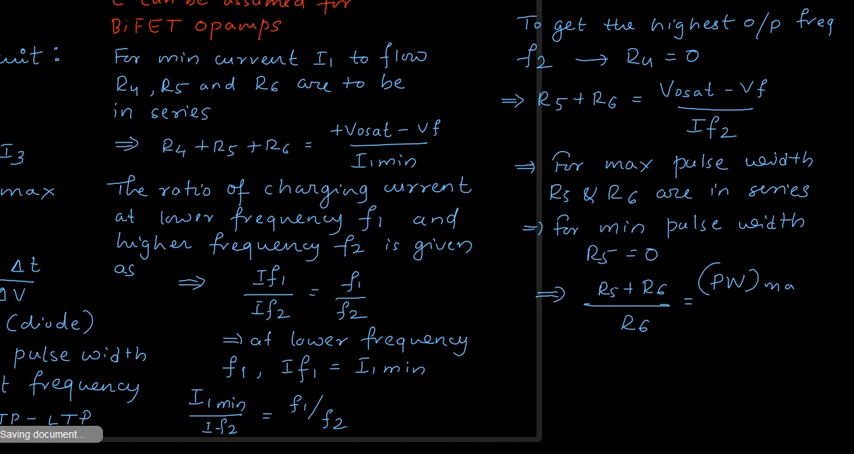 C can be assumed for
BiFET Opamps
For min current I1 to flow
R4, R5 and R6 are to be
in series
=> R4 + R5 + R6 = +Vosat - Vf / I1min
The ratio of charging current
at lower frequency f1 and
higher frequency f2 is given
as
=> If1 / If2 = f1 / f2
=> at lower frequency
f1, If1 = I1min
I1min / If2 = f1/f2
I3
max
Δt
ΔV
(diode)
pulse width
t frequency
TP - LTP
Saving document...
To get the highest o/p freq
f2 → R4 = 0
=> R5 + R6 = Vosat - Vf / If2
=> For max pulse width
R5 & R6 are in series
=> for min pulse width
R5 = 0
=> R5 + R6 / R6 = (PW)ma